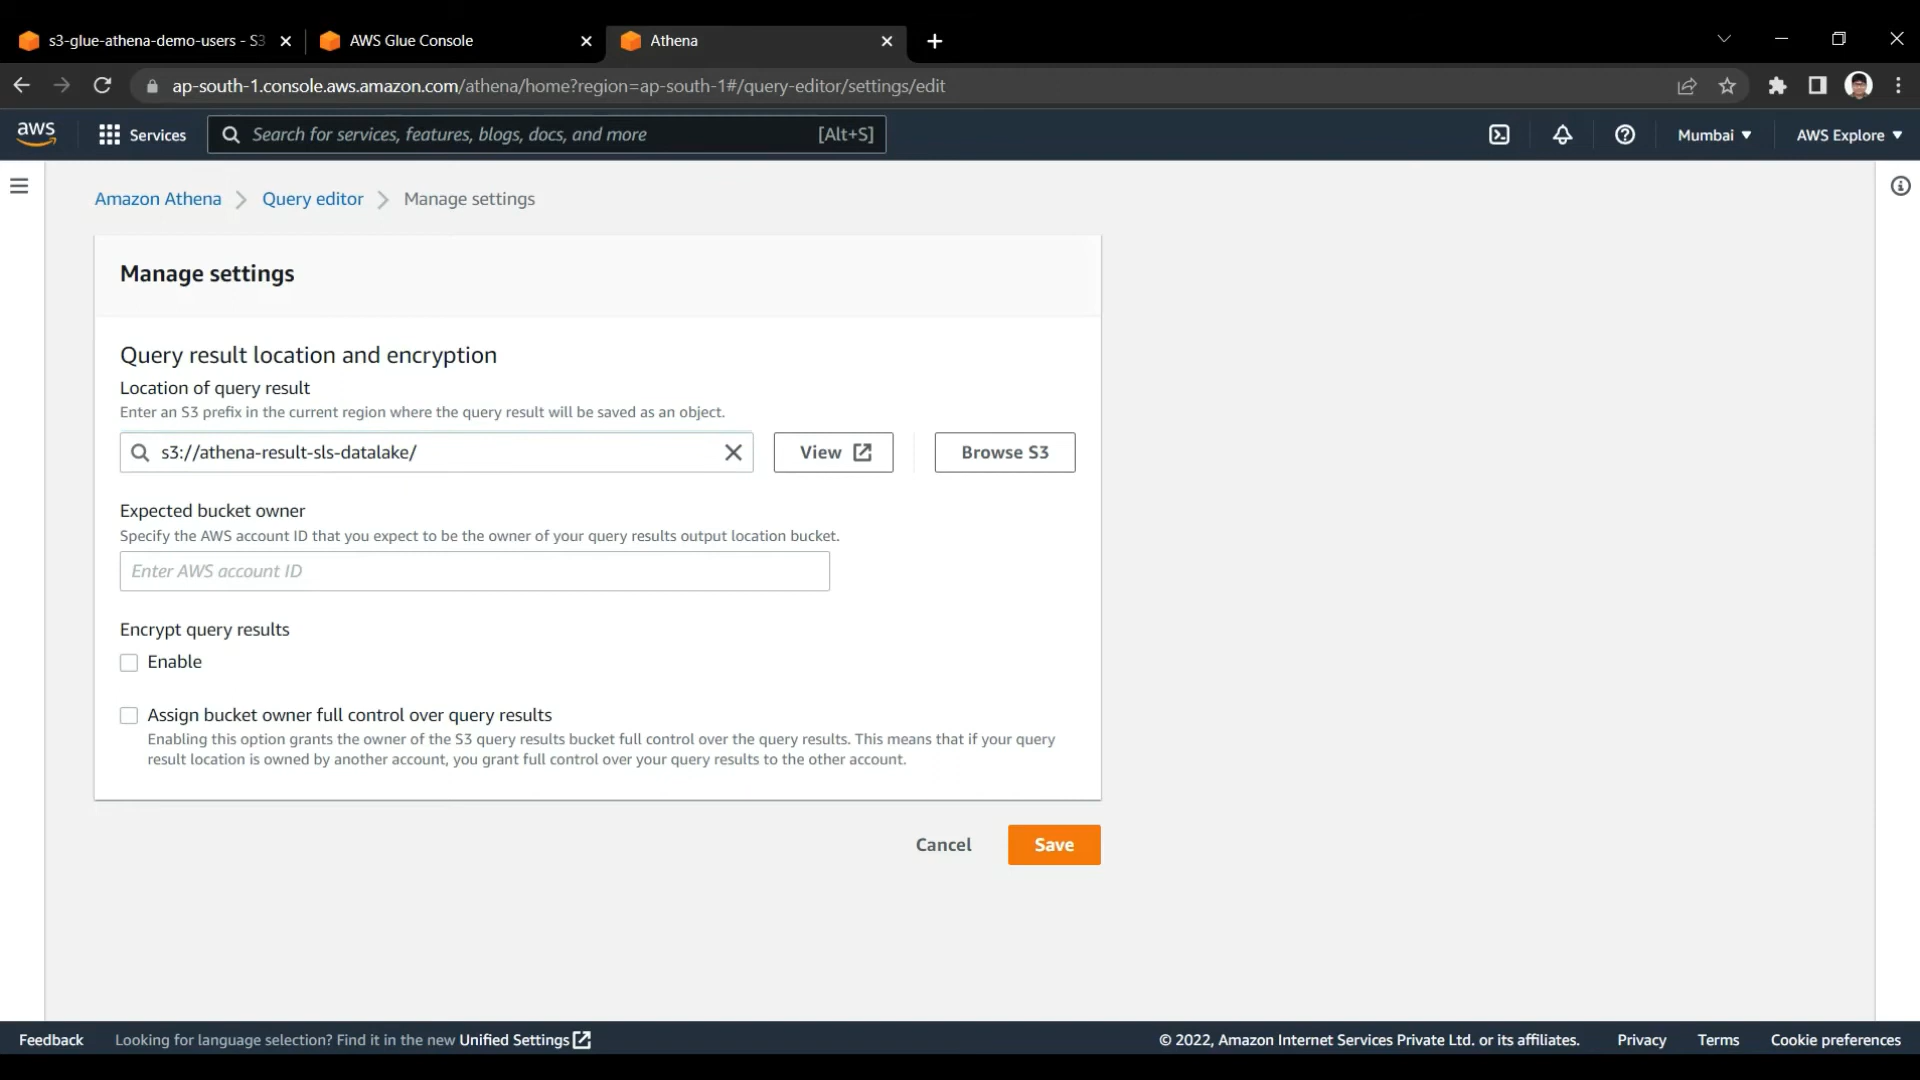 s3-glue-athena-demo-users - S3
AWS Glue Console
Athena
ap-south-1.console.aws.amazon.com/athena/home?region=ap-south-1#/query-editor/settings/edit
aws
Services
Search for services, features, blogs, docs, and more
[Alt+S]
Mumbai
AWS Explore
Amazon Athena
Query editor
Manage settings
Manage settings
Query result location and encryption
Location of query result
Enter an S3 prefix in the current region where the query result will be saved as an object.
s3://athena-result-sls-datalake/
View
Browse S3
Expected bucket owner
Specify the AWS account ID that you expect to be the owner of your query results output location bucket.
Enter AWS account ID
Encrypt query results
Enable
Assign bucket owner full control over query results
Enabling this option grants the owner of the S3 query results bucket full control over the query results. This means that if your query
result location is owned by another account, you grant full control over your query results to the other account.
Cancel
Save
Feedback
Looking for language selection? Find it in the new Unified Settings
© 2022, Amazon Internet Services Private Ltd. or its affiliates.
Privacy
Terms
Cookie preferences